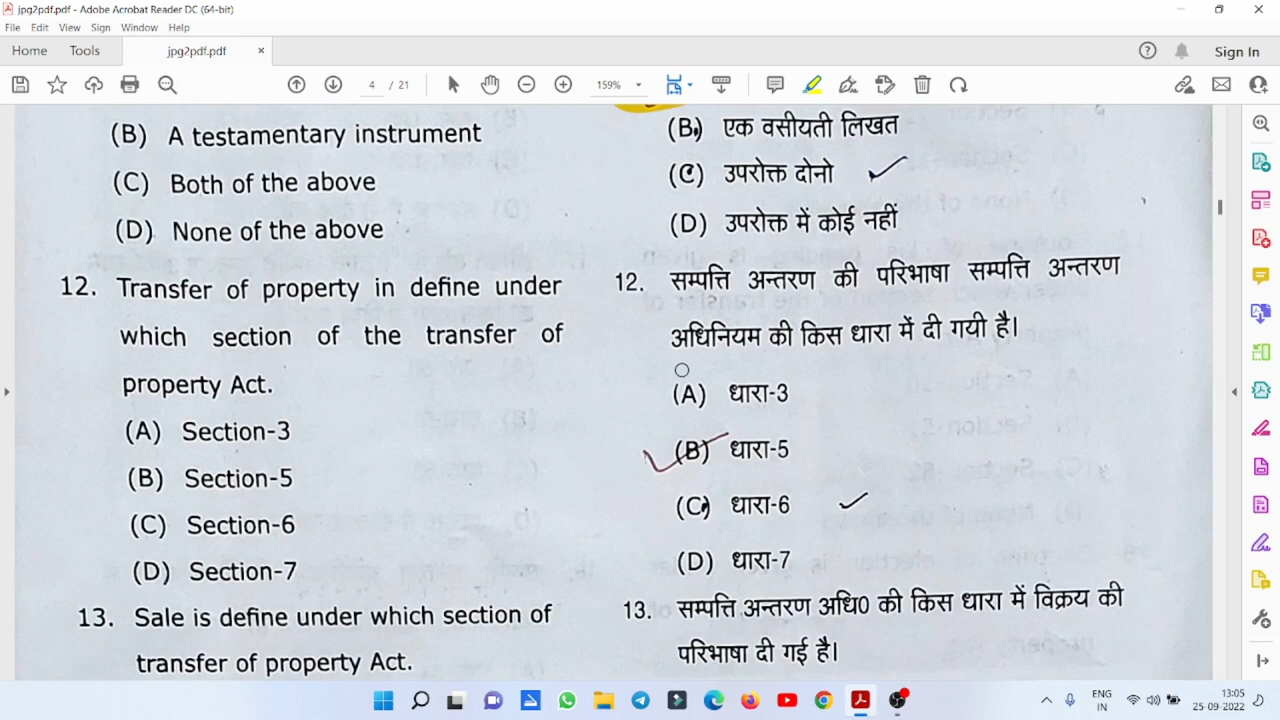 jpg2pdf.pdf - Adobe Acrobat Reader DC (64-bit)
File Edit View Sign Window Help
Home Tools jpg2pdf.pdf × Sign In
4 / 21 159%
(B) A testamentary instrument
(C) Both of the above
(D) None of the above
12. Transfer of property in define under
which section of the transfer of
property Act.
(A) Section-3
(B) Section-5
(C) Section-6
(D) Section-7
13. Sale is define under which section of
transfer of property Act.
(B) एक वसीयती लिखत
(C) उपरोक्त दोनो
(D) उपरोक्त में कोई नहीं
12. सम्पत्ति अन्तरण की परिभाषा सम्पत्ति अन्तरण
अधिनियम की किस धारा में दी गयी है।
(A) धारा-3
(B) धारा-5
(C) धारा-6
(D) धारा-7
13. सम्पत्ति अन्तरण अधि0 की किस धारा में विक्रय की
परिभाषा दी गई है।
ENG
IN
13:05
25-09-2022